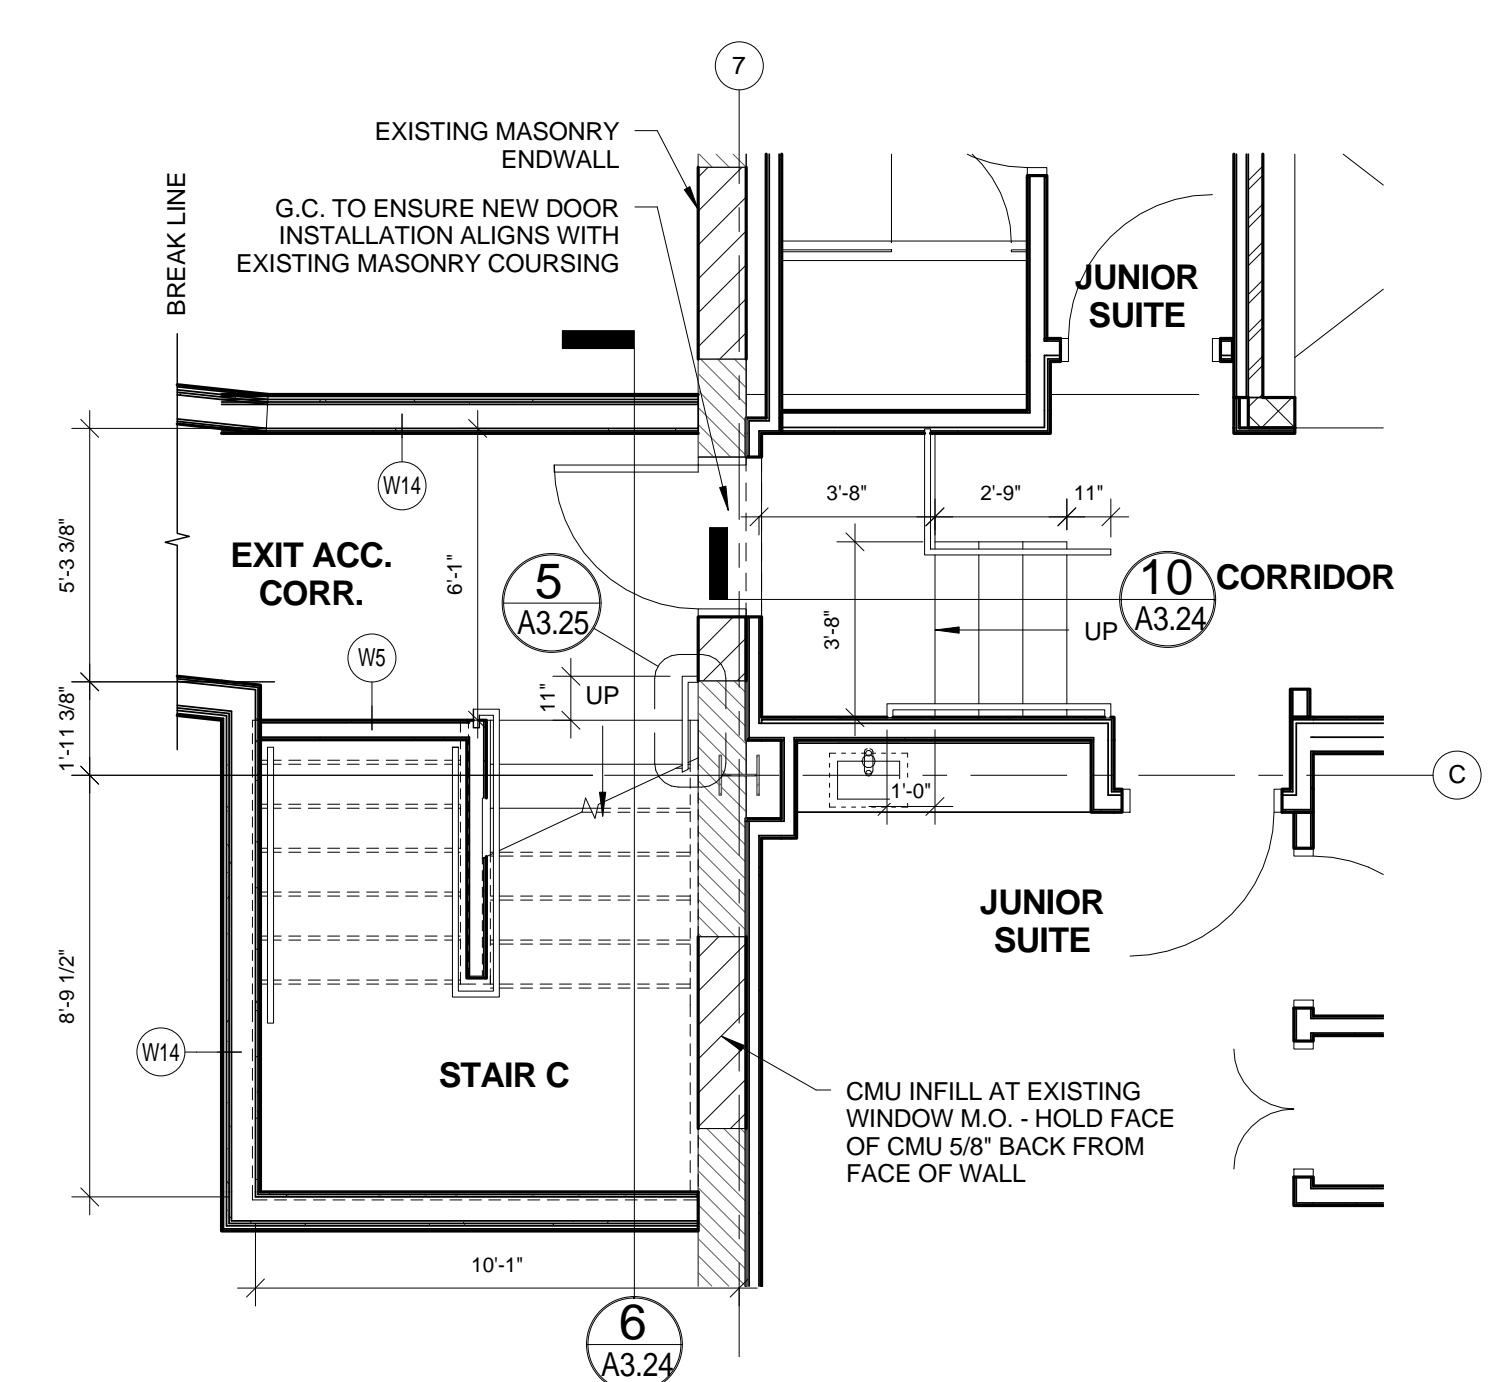 7
EXISTING MASONRY
ENDWALL
BREAK LINE
G.C. TO ENSURE NEW DOOR
INSTALLATION ALIGNS WITH
EXISTING MASONRY COURSING
JUNIOR
SUITE
W14
3'-8"
2'-9"
11"
5'-3 3/8"
EXIT ACC.
CORR.
6'-1"
5
A3.25
10
A3.24
CORRIDOR
3'-8"
UP
W5
11"
UP
1'-11 3/8"
C
1'-0"
JUNIOR
SUITE
8'-9 1/2"
W14
STAIR C
CMU INFILL AT EXISTING
WINDOW M.O. - HOLD FACE
OF CMU 5/8" BACK FROM
FACE OF WALL
10'-1"
6
A3.24